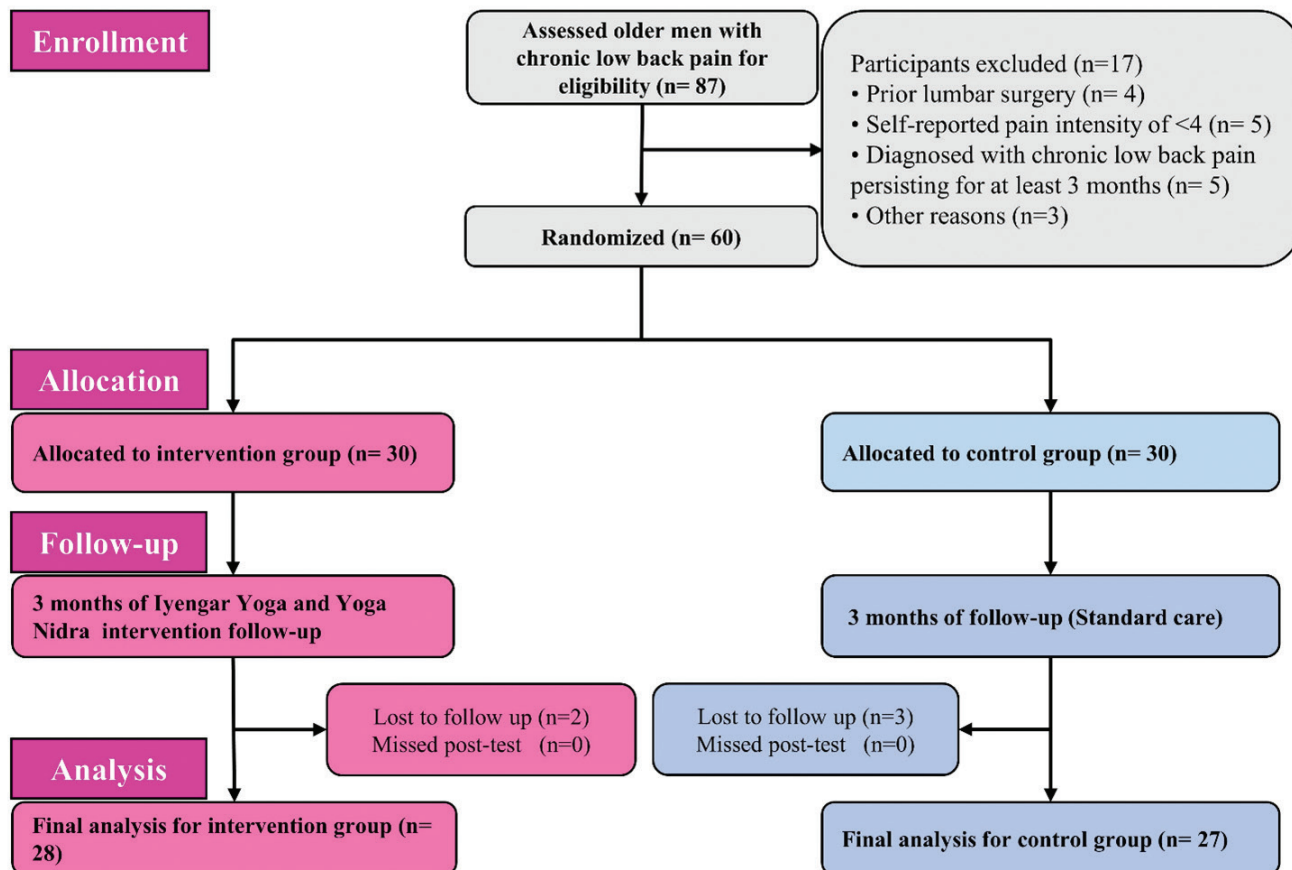 Enrollment
Assessed older men with
chronic low back pain for
eligibility (n= 87)
Participants excluded (n=17)
• Prior lumbar surgery (n= 4)
• Self-reported pain intensity of <4 (n= 5)
• Diagnosed with chronic low back pain
persisting for at least 3 months (n= 5)
• Other reasons (n=3)
Randomized (n= 60)
Allocation
Allocated to intervention group (n= 30)
Allocated to control group (n= 30)
Follow-up
3 months of Iyengar Yoga and Yoga
Nidra intervention follow-up
3 months of follow-up (Standard care)
Lost to follow up (n=2)
Missed post-test (n=0)
Lost to follow up (n=3)
Missed post-test (n=0)
Analysis
Final analysis for intervention group (n=
28)
Final analysis for control group (n= 27)